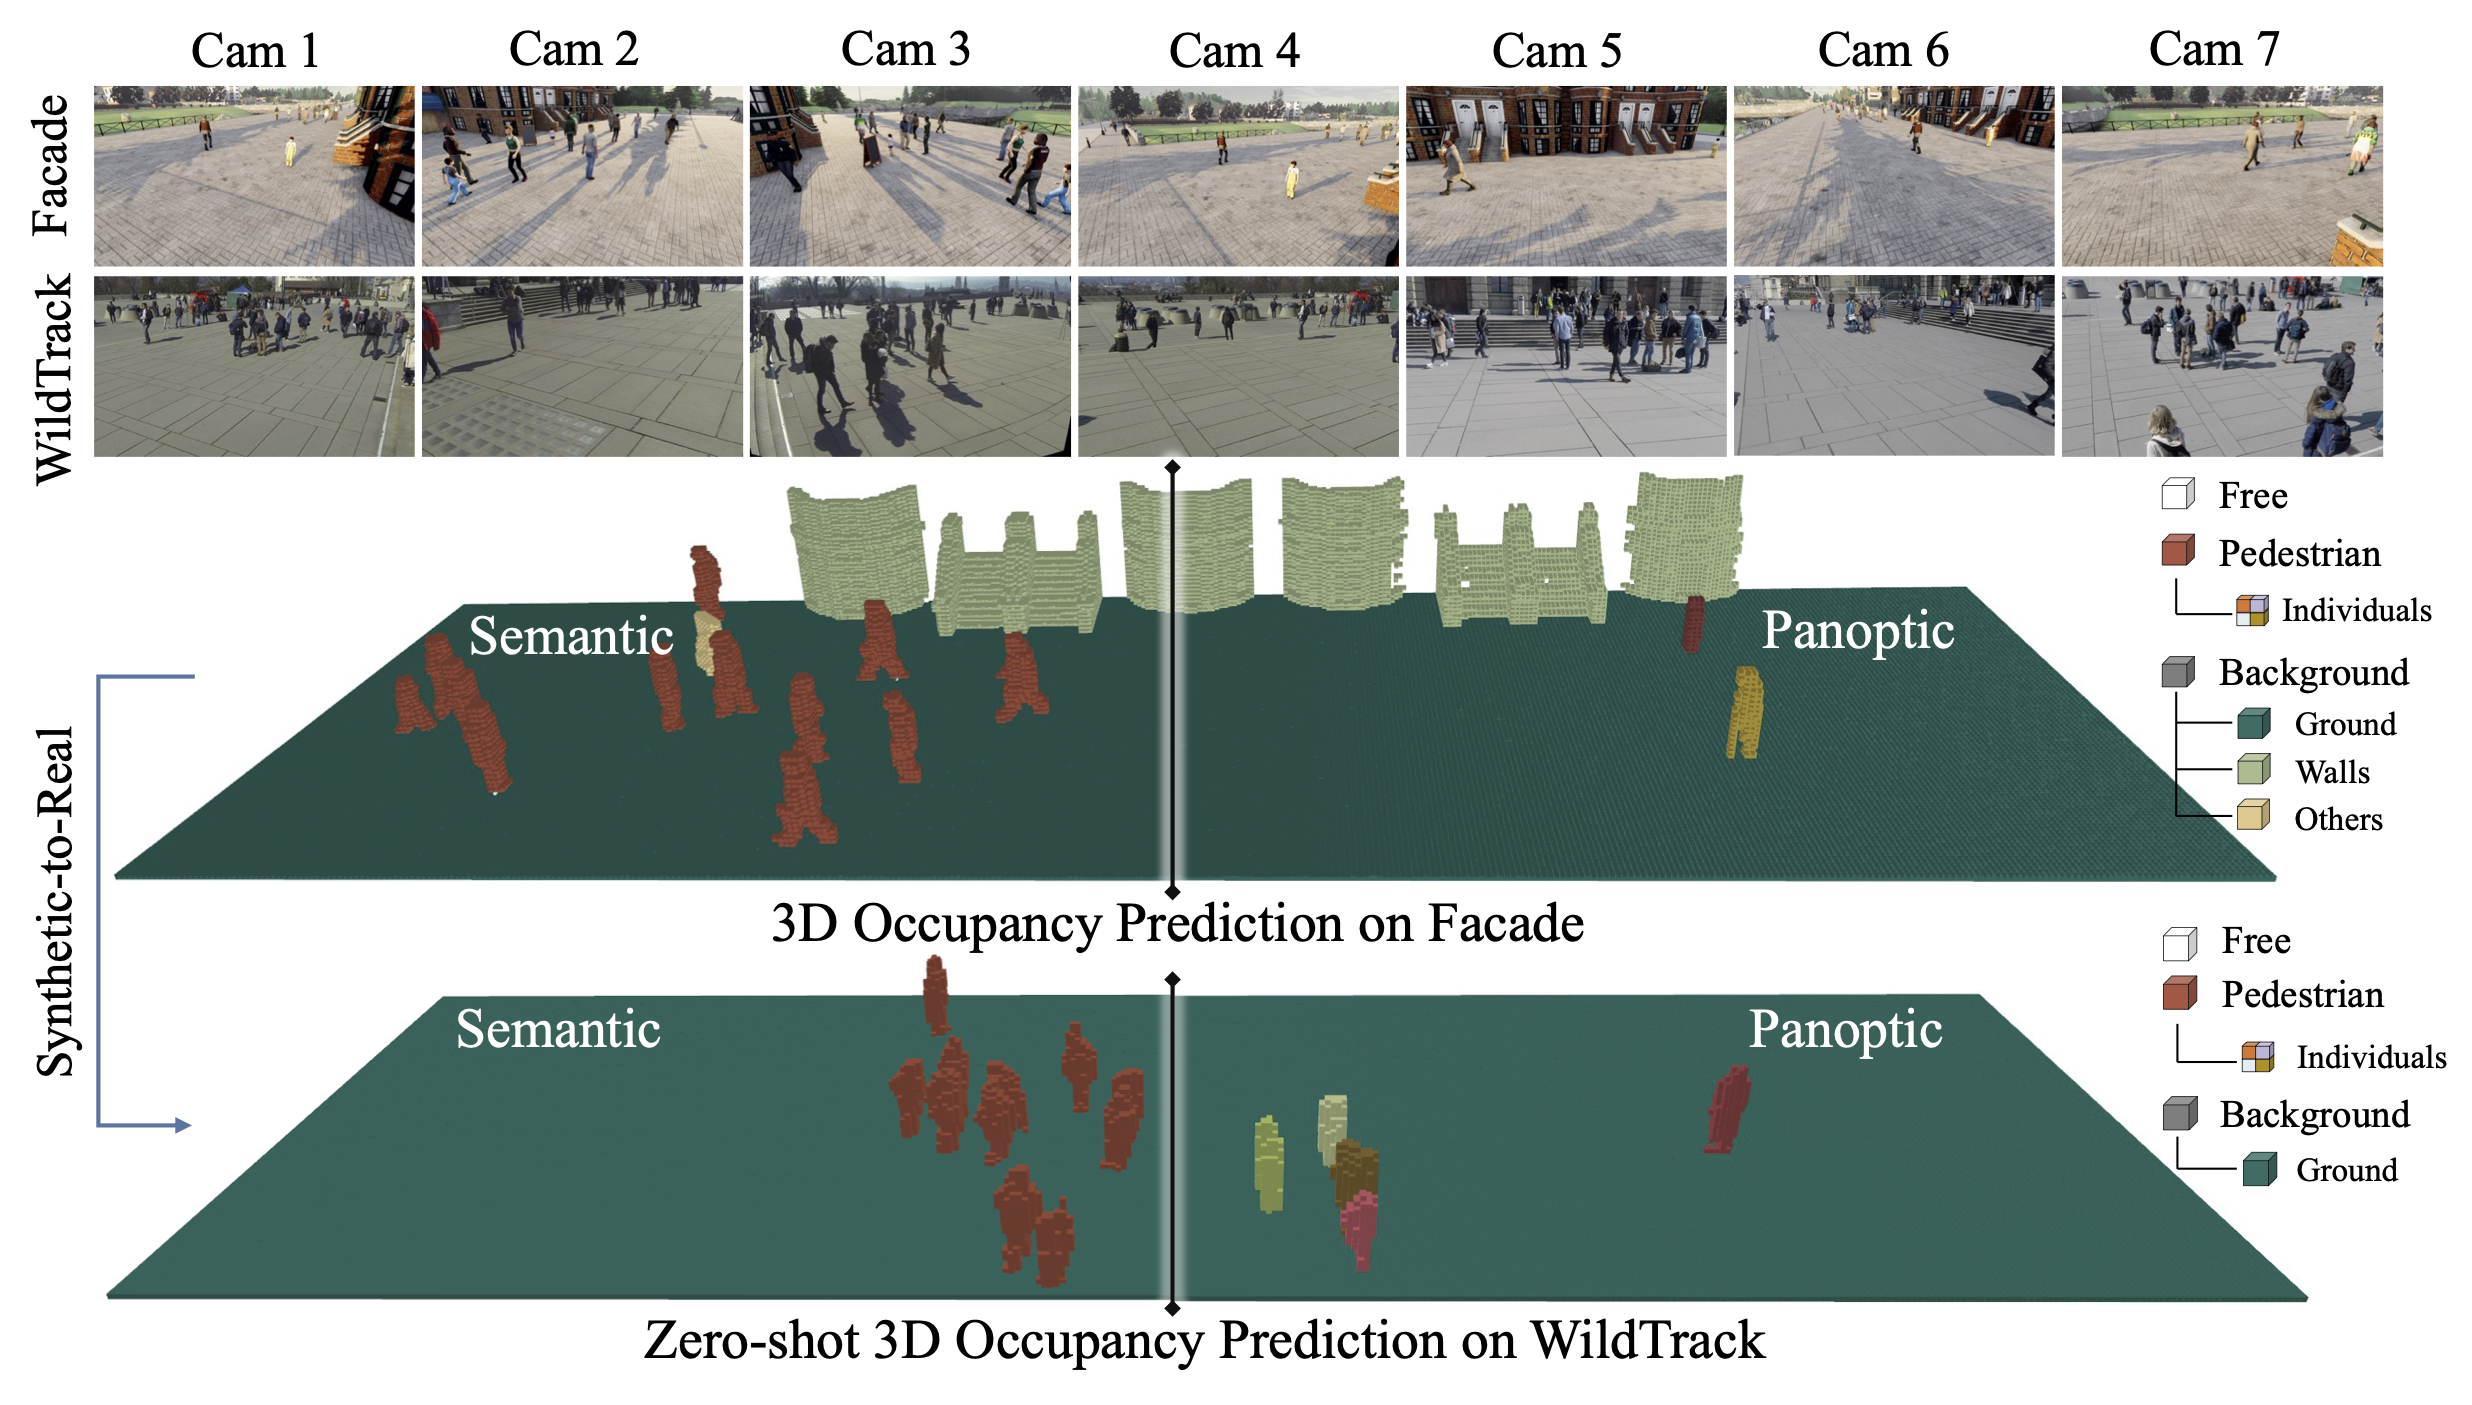 Cam 1 Cam 2 Cam 3 Cam 4 Cam 5 Cam 6 Cam 7
Facade
WildTrack
Synthetic-to-Real
Semantic
Panoptic
Free
Pedestrian
Individuals
Background
Ground
Walls
Others
3D Occupancy Prediction on Facade
Semantic
Panoptic
Free
Pedestrian
Individuals
Background
Ground
Zero-shot 3D Occupancy Prediction on WildTrack